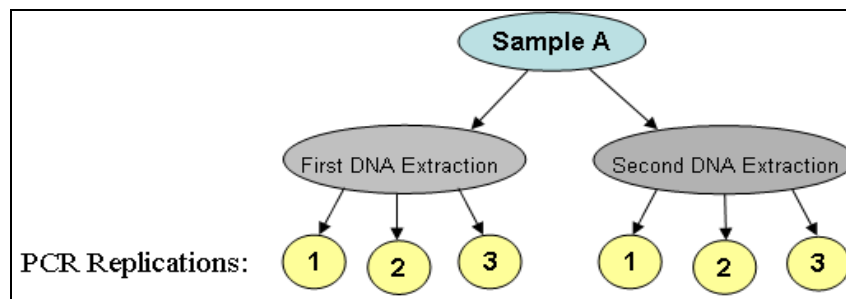 Sample A
First DNA Extraction Second DNA Extraction
PCR Replications: 1 2 3 1 2 3